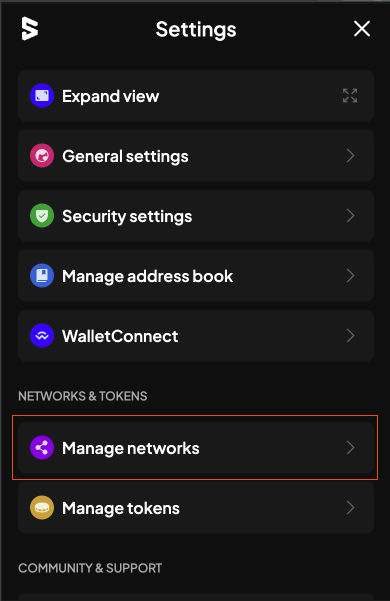 Settings
Expand view
General settings
Security settings
Manage address book
WalletConnect
NETWORKS & TOKENS
Manage networks
Manage tokens
COMMUNITY & SUPPORT